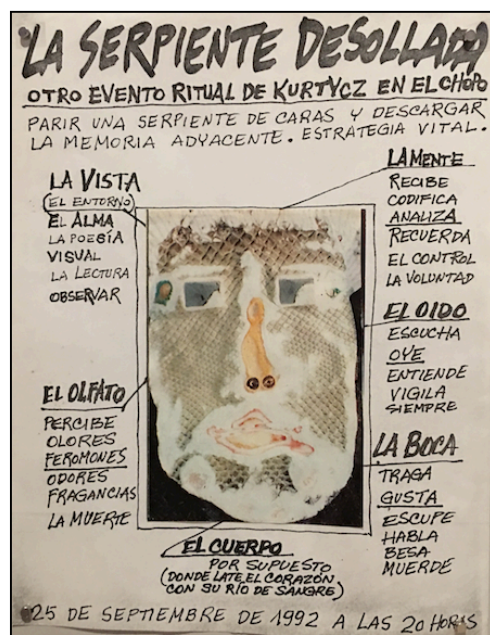 LA SERPIENTE DESOLLADA
OTRO EVENTO RITUAL DE KURTYCZ EN EL CHOPO
PARIR UNA SERPIENTE DE CARAS Y DESCARGAR
LA MEMORIA ADYACENTE. ESTRATEGIA VITAL.
LA VISTA
(EL ENTORNO)
EL ALMA
LA POESÍA
VISUAL
LA LECTURA
OBSERVAR
LA MENTE
RECIBE
CODIFICA
ANALIZA
RECUERDA
EL CONTROL
LA VOLUNTAD
EL OIDO
ESCUCHA
OYE
ENTIENDE
VIGILA
SIEMPRE
EL OLFATO
PERCIBE
OLORES
FEROMONES
ODORES
FRAGANCIAS
LA MUERTE
LA BOCA
TRAGA
GUSTA
ESCUPE
HABLA
BESA
MUERDE
EL CUERPO
POR SUPUESTO
(DONDE LATE EL CORAZÓN
CON SU RÍO DE SANGRE)
25 DE SEPTIEMBRE DE 1992 A LAS 20 HORAS